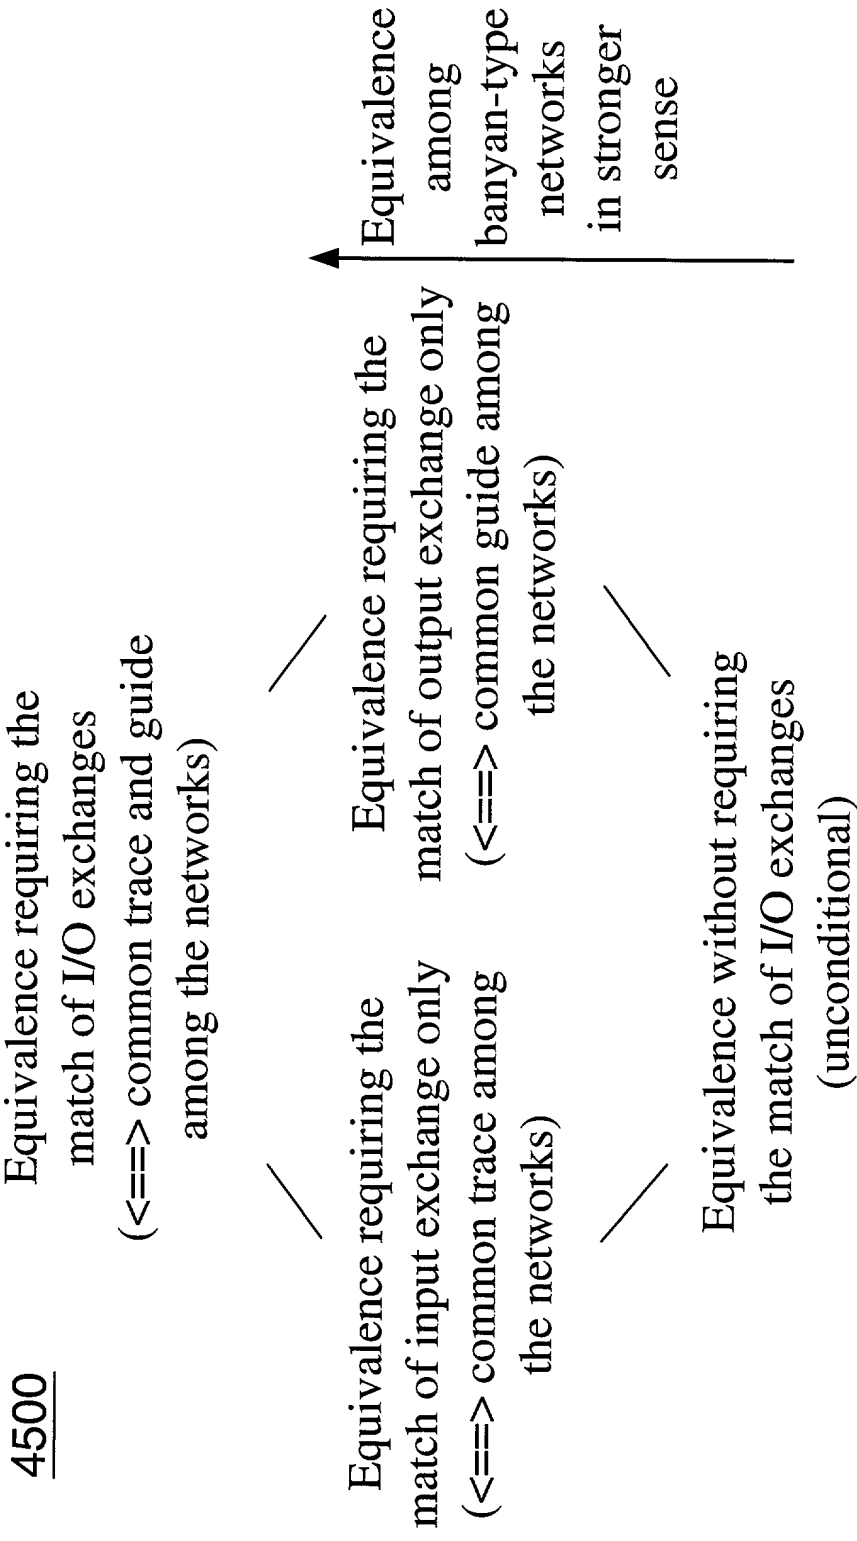 4500
Equivalence requiring the
match of I/O exchanges
(<==> common trace and guide
among the networks)
Equivalence requiring the
match of input exchange only
(<==> common trace among
the networks)
Equivalence requiring the
match of output exchange only
(<==> common guide among
the networks)
Equivalence
among
banyan-type
networks
in stronger
sense
Equivalence without requiring
the match of I/O exchanges
(unconditional)